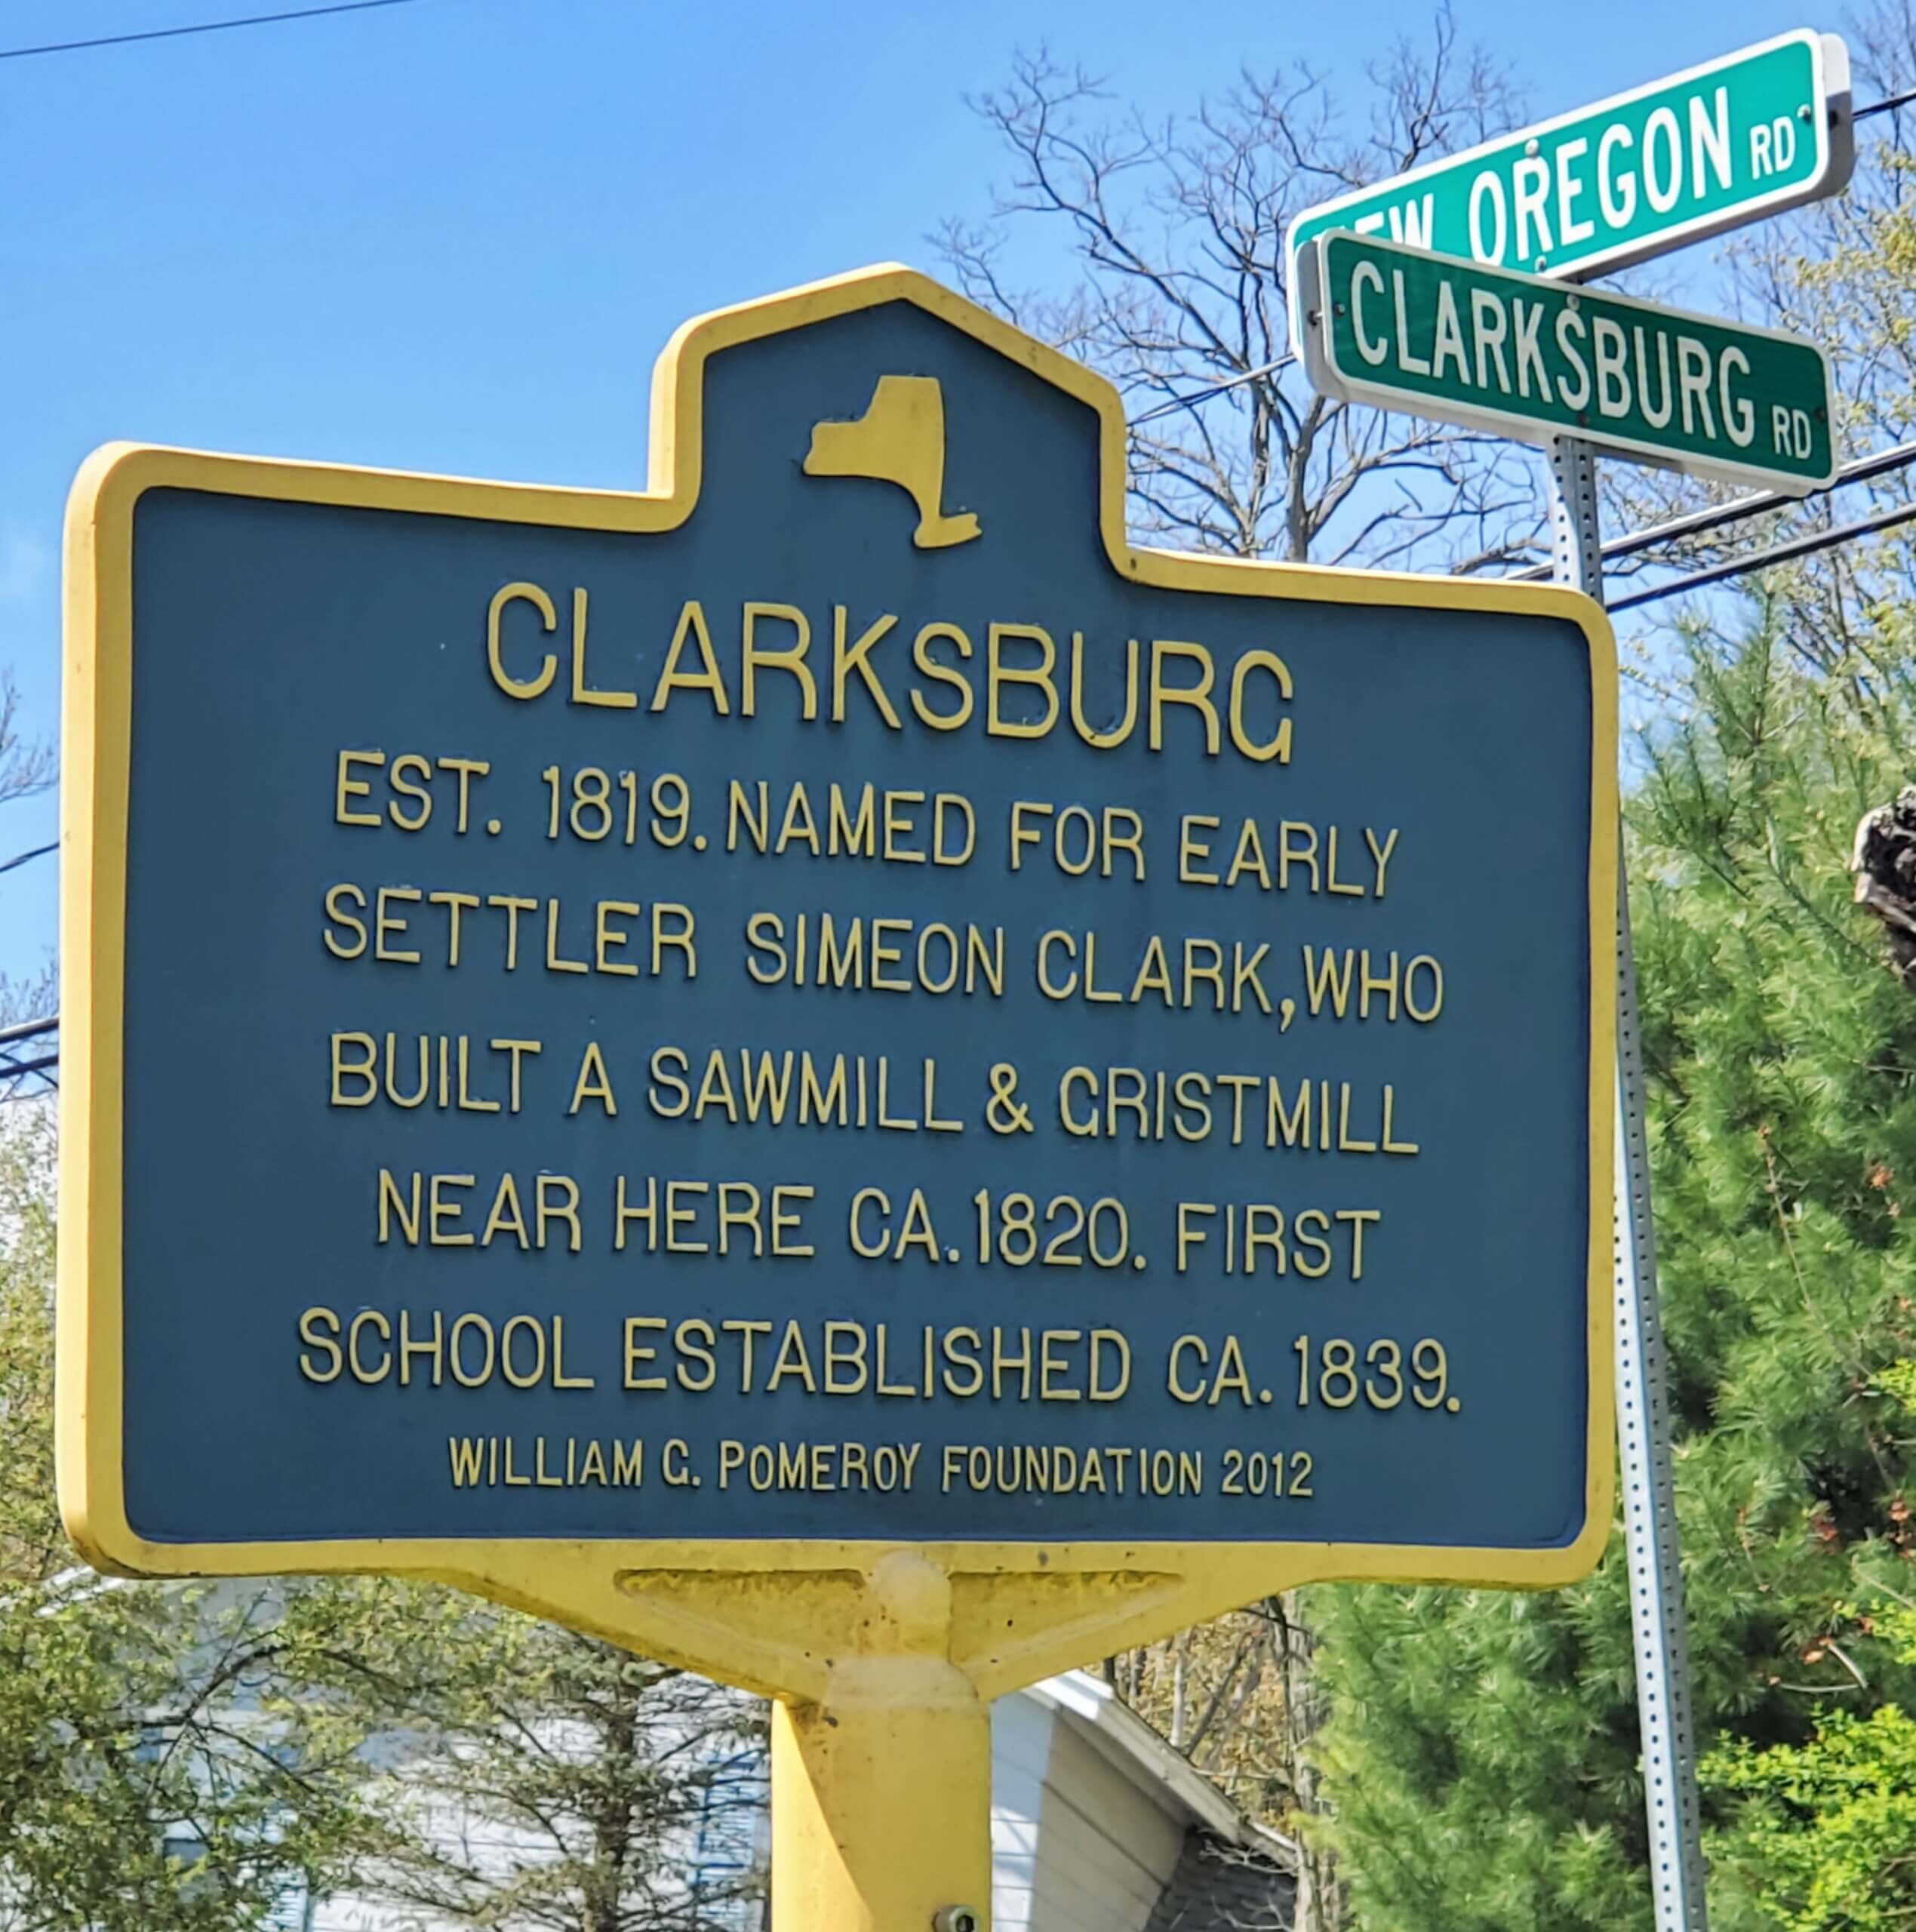 NEW OREGON RD
CLARKSBURG RD
CLARKSBURG
EST. 1819. NAMED FOR EARLY
SETTLER SIMEON CLARK, WHO
BUILT A SAWMILL & GRISTMILL
NEAR HERE CA. 1820. FIRST
SCHOOL ESTABLISHED CA. 1839.
WILLIAM G. POMEROY FOUNDATION 2012